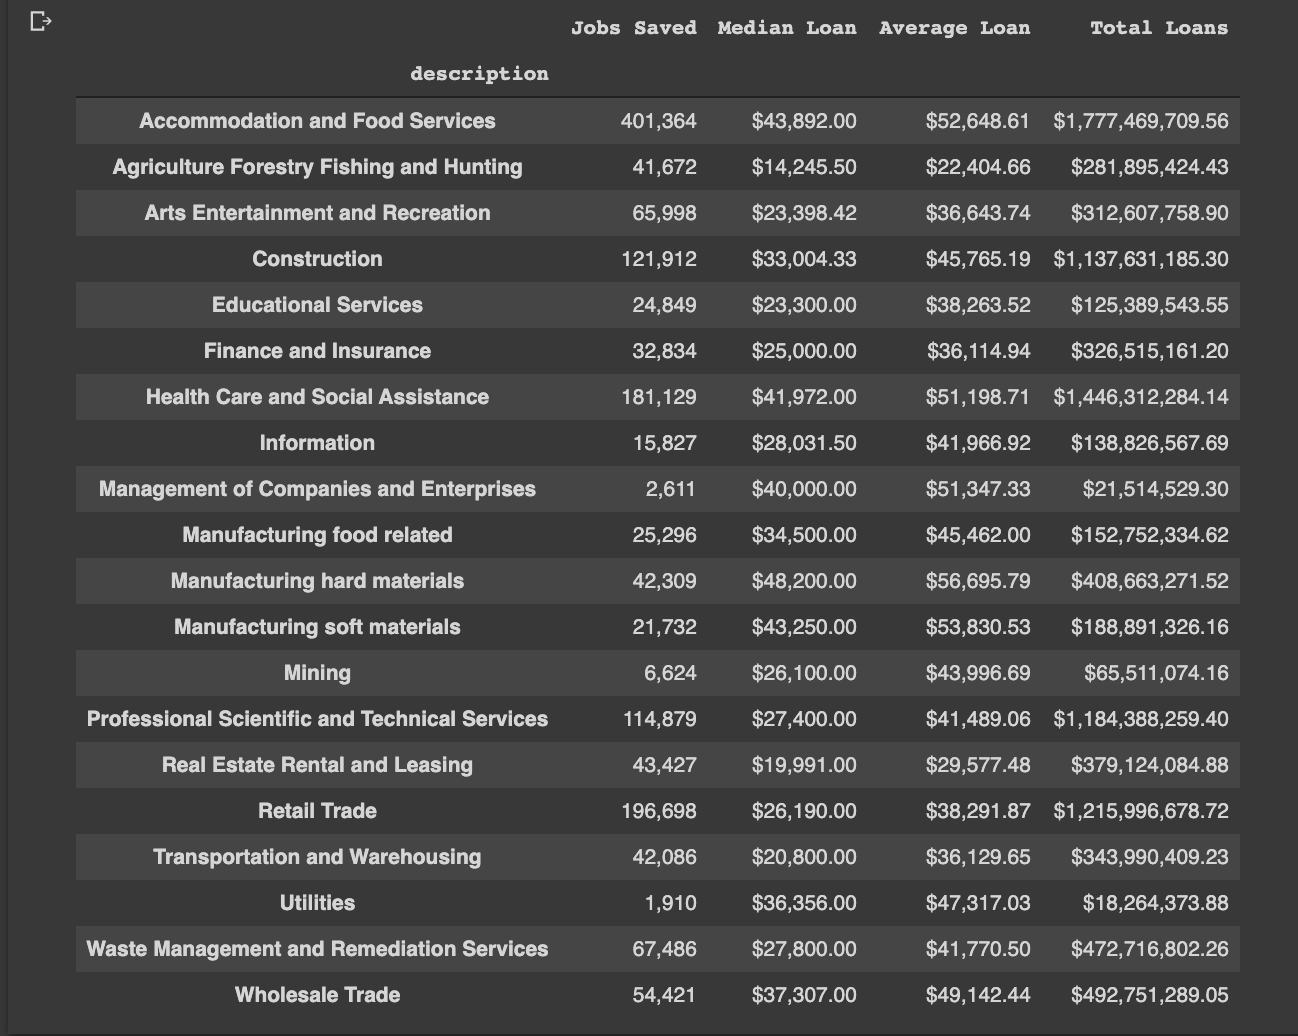 Jobs Saved Median Loan Average Loan Total Loans
description
Accommodation and Food Services 401,364 $43,892.00 $52,648.61 $1,777,469,709.56
Agriculture Forestry Fishing and Hunting 41,672 $14,245.50 $22,404.66 $281,895,424.43
Arts Entertainment and Recreation 65,998 $23,398.42 $36,643.74 $312,607,758.90
Construction 121,912 $33,004.33 $45,765.19 $1,137,631,185.30
Educational Services 24,849 $23,300.00 $38,263.52 $125,389,543.55
Finance and Insurance 32,834 $25,000.00 $36,114.94 $326,515,161.20
Health Care and Social Assistance 181,129 $41,972.00 $51,198.71 $1,446,312,284.14
Information 15,827 $28,031.50 $41,966.92 $138,826,567.69
Management of Companies and Enterprises 2,611 $40,000.00 $51,347.33 $21,514,529.30
Manufacturing food related 25,296 $34,500.00 $45,462.00 $152,752,334.62
Manufacturing hard materials 42,309 $48,200.00 $56,695.79 $408,663,271.52
Manufacturing soft materials 21,732 $43,250.00 $53,830.53 $188,891,326.16
Mining 6,624 $26,100.00 $43,996.69 $65,511,074.16
Professional Scientific and Technical Services 114,879 $27,400.00 $41,489.06 $1,184,388,259.40
Real Estate Rental and Leasing 43,427 $19,991.00 $29,577.48 $379,124,084.88
Retail Trade 196,698 $26,190.00 $38,291.87 $1,215,996,678.72
Transportation and Warehousing 42,086 $20,800.00 $36,129.65 $343,990,409.23
Utilities 1,910 $36,356.00 $47,317.03 $18,264,373.88
Waste Management and Remediation Services 67,486 $27,800.00 $41,770.50 $472,716,802.26
Wholesale Trade 54,421 $37,307.00 $49,142.44 $492,751,289.05